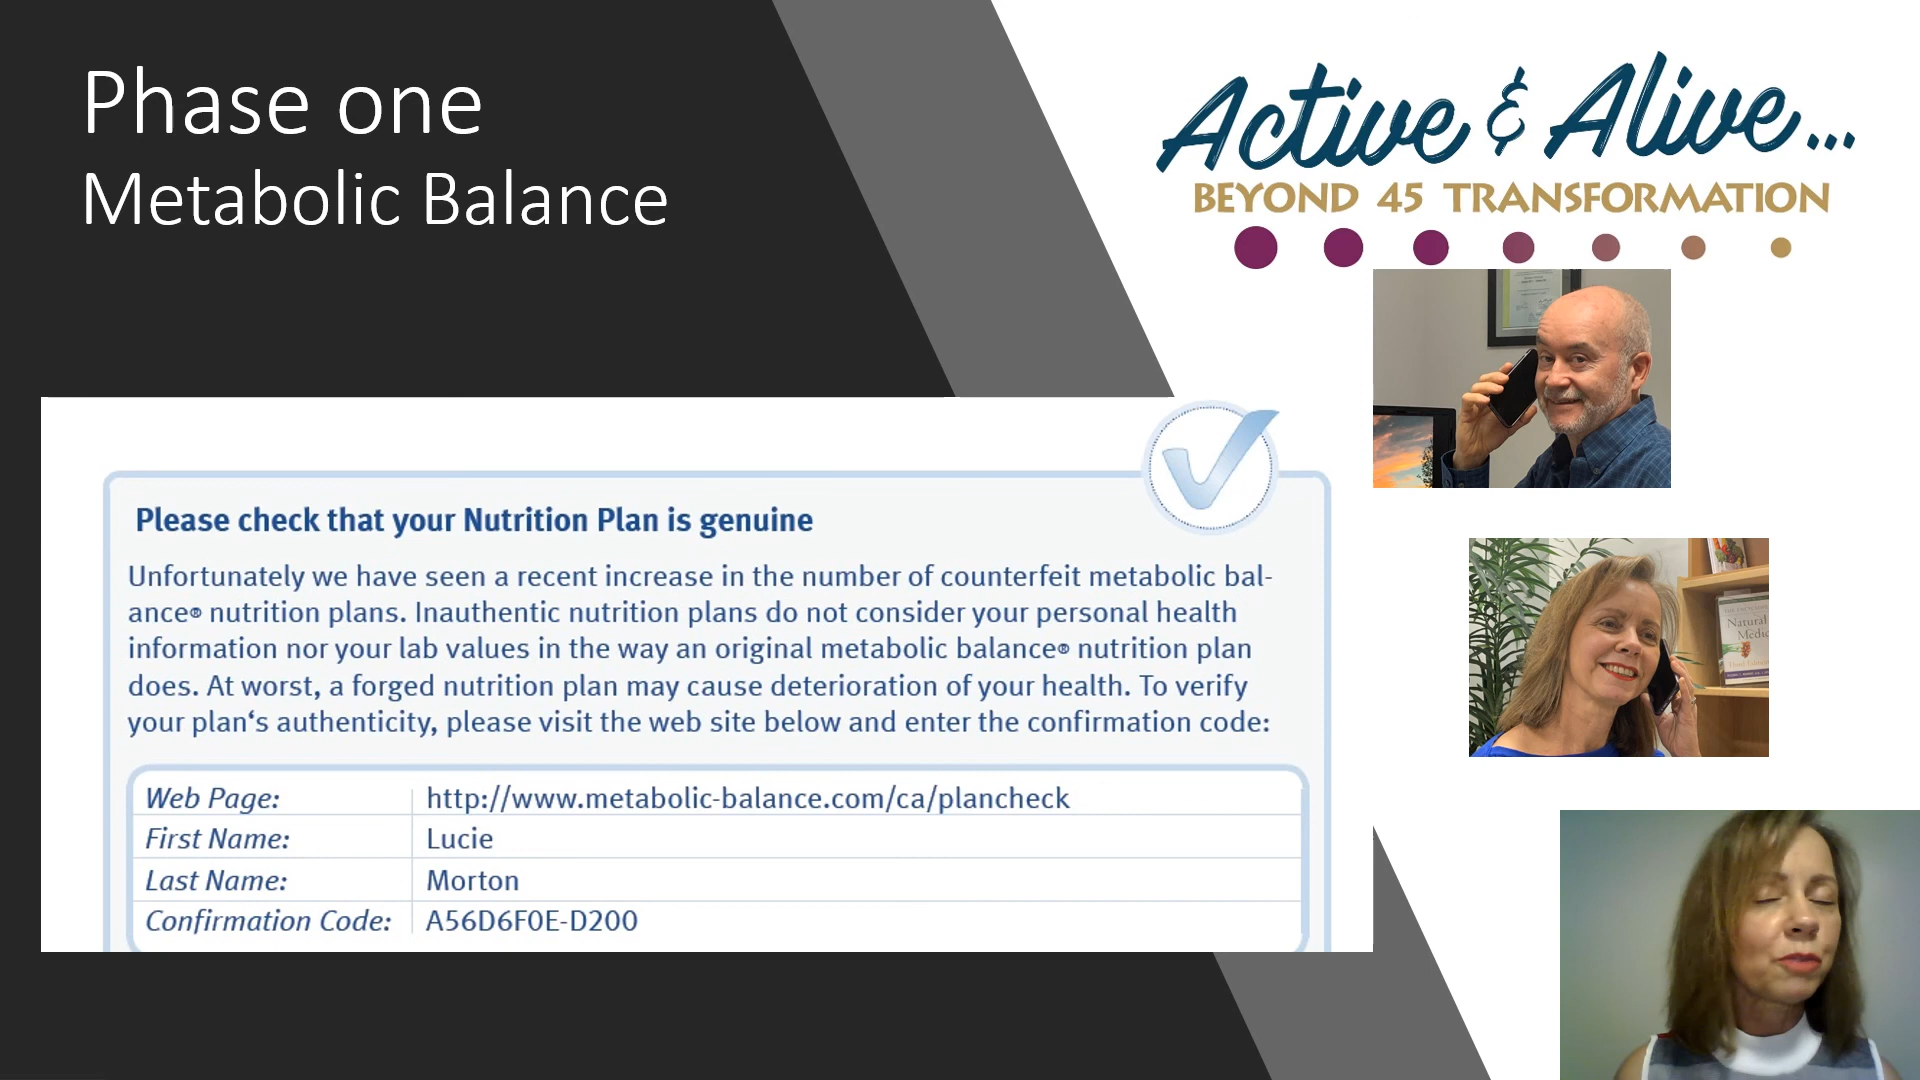 Phase one
Metabolic Balance
Active & Alive...
BEYOND 45 TRANSFORMATION
Please check that your Nutrition Plan is genuine
Unfortunately we have seen a recent increase in the number of counterfeit metabolic bal-
ance® nutrition plans. Inauthentic nutrition plans do not consider your personal health
information nor your lab values in the way an original metabolic balance® nutrition plan
does. At worst, a forged nutrition plan may cause deterioration of your health. To verify
your plan‘s authenticity, please visit the web site below and enter the confirmation code:
Web Page: http://www.metabolic-balance.com/ca/plancheck
First Name: Lucie
Last Name: Morton
Confirmation Code: A56D6F0E-D200
Natural